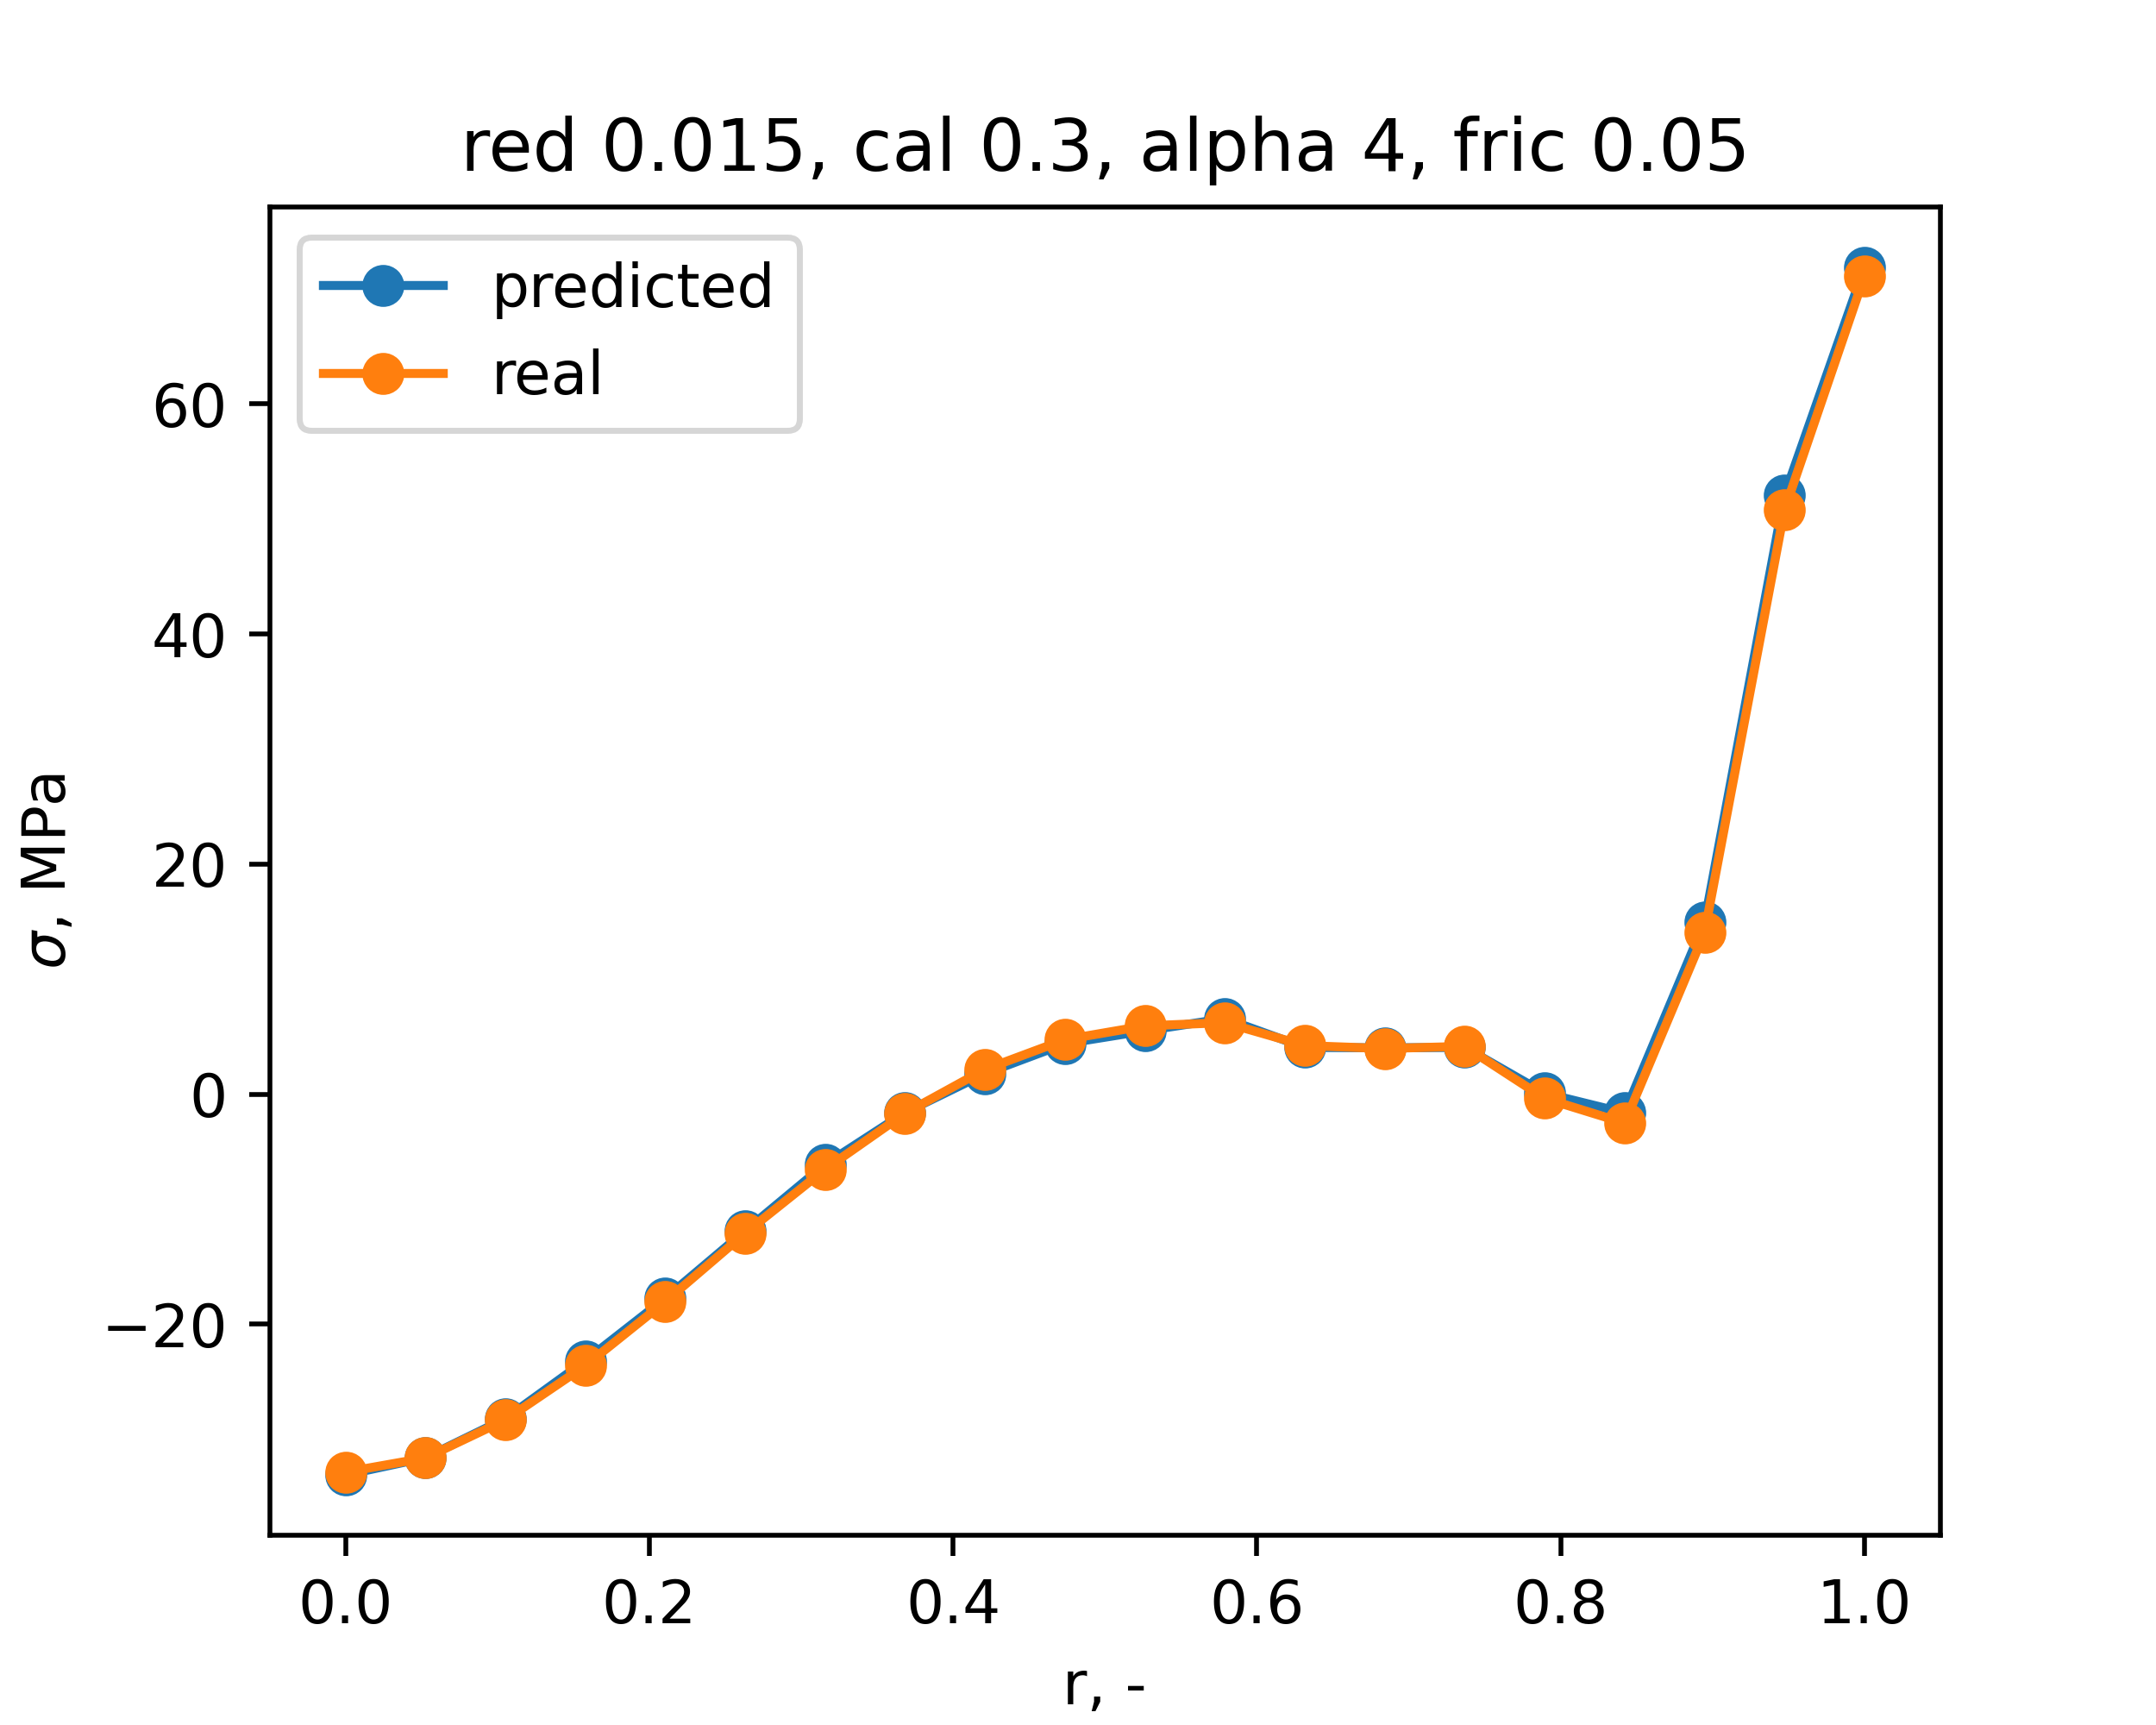 red 0.015, cal 0.3, alpha 4, fric 0.05
predicted
real
60
40
20
0
−20
σ, MPa
0.0 0.2 0.4 0.6 0.8 1.0
r, -